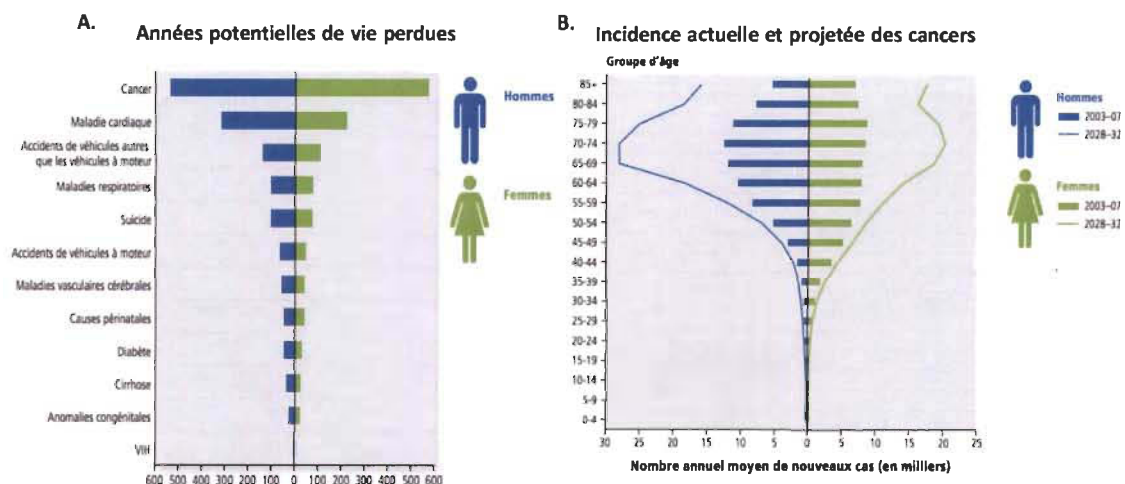 A.
Années potentielles de vie perdues
Cancer
Maladie cardiaque
Accidents de véhicules autres
que les véhicules à moteur
Maladies respiratoires
Suicide
Accidents de véhicules à moteur
Maladies vasculaires cérébrales
Causes périnatales
Diabète
Cirrhose
Anomalies congénitales
VIH
600 500 400 300 200 100 0 100 200 300 400 500 600
Hommes
Femmes
B.
Incidence actuelle et projetée des cancers
Groupe d'âge
85+
80-84
75-79
70-74
65-69
60-64
55-59
50-54
45-49
40-44
35-39
30-34
25-29
20-24
15-19
10-14
5-9
0-4
30 25 20 15 10 5 0 5 10 15 20 25
Nombre annuel moyen de nouveaux cas (en milliers)
Hommes
2003-07
2028-32
Femmes
2003-07
2028-32